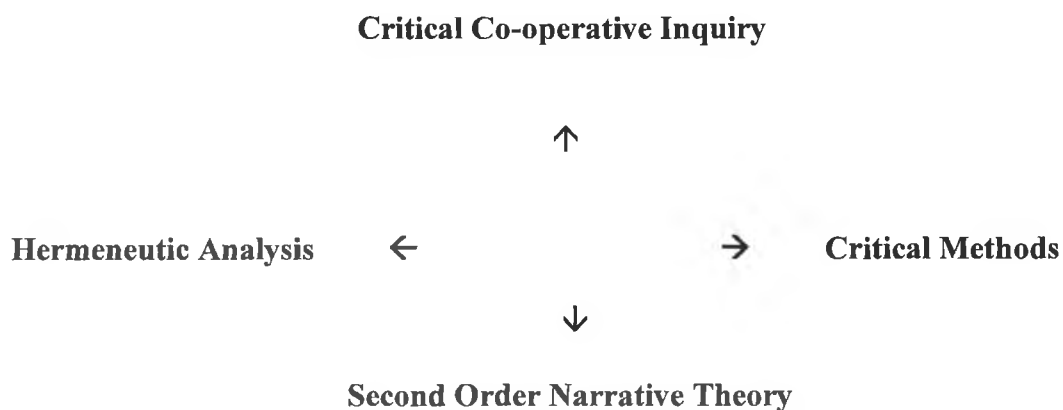 Critical Co-operative Inquiry
↑
Hermeneutic Analysis ← → Critical Methods
↓
Second Order Narrative Theory